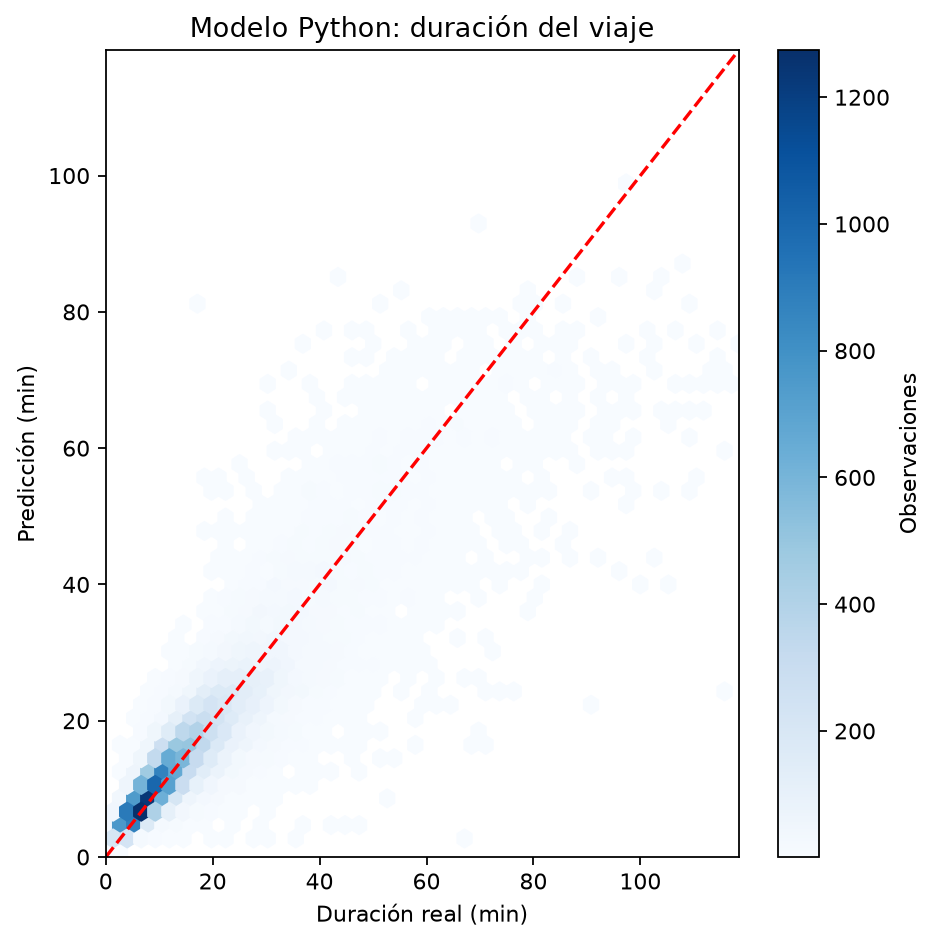 Modelo Python: duración del viaje
Predicción (min)
100
80
60
40
20
0
0 20 40 60 80 100
Duración real (min)
1200
1000
800
600
400
200
Observaciones